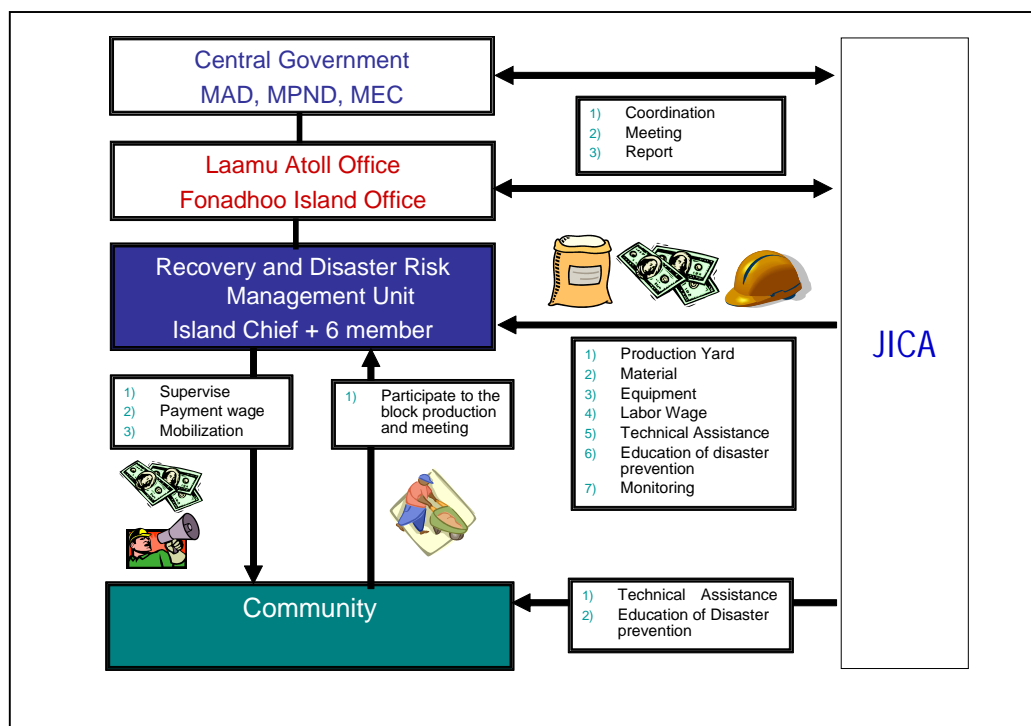 Central Government
MAD, MPND, MEC
1) Coordination
2) Meeting
3) Report
Laamu Atoll Office
Fonadhoo Island Office
Recovery and Disaster Risk
Management Unit
Island Chief + 6 member
JICA
1) Production Yard
2) Material
3) Equipment
4) Labor Wage
5) Technical Assistance
6) Education of disaster
prevention
7) Monitoring
1) Supervise
2) Payment wage
3) Mobilization
1) Participate to the
block production
and meeting
Community
1) Technical Assistance
2) Education of Disaster
prevention